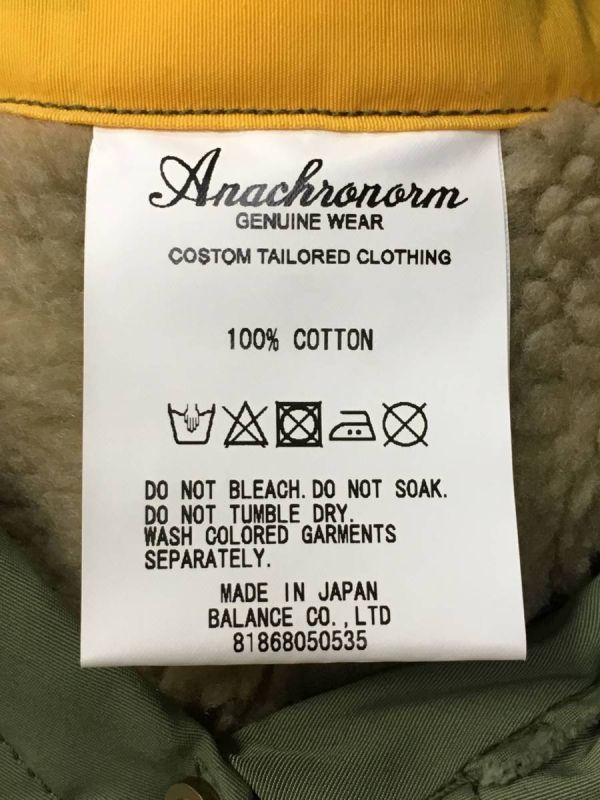 Anachronorm
GENUINE WEAR
COSTOM TAILORED CLOTHING
100% COTTON
DO NOT BLEACH. DO NOT SOAK.
DO NOT TUMBLE DRY.
WASH COLORED GARMENTS
SEPARATELY.
MADE IN JAPAN
BALANCE CO.,LTD
81868050535